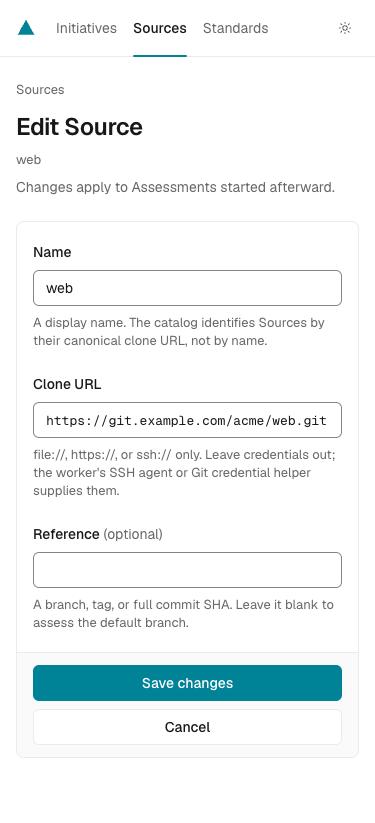 Initiatives Sources Standards
Sources
Edit Source
web
Changes apply to Assessments started afterward.
Name
web
A display name. The catalog identifies Sources by
their canonical clone URL, not by name.
Clone URL
https://git.example.com/acme/web.git
file://, https://, or ssh:// only. Leave credentials out;
the worker's SSH agent or Git credential helper
supplies them.
Reference (optional)
A branch, tag, or full commit SHA. Leave it blank to
assess the default branch.
Save changes
Cancel